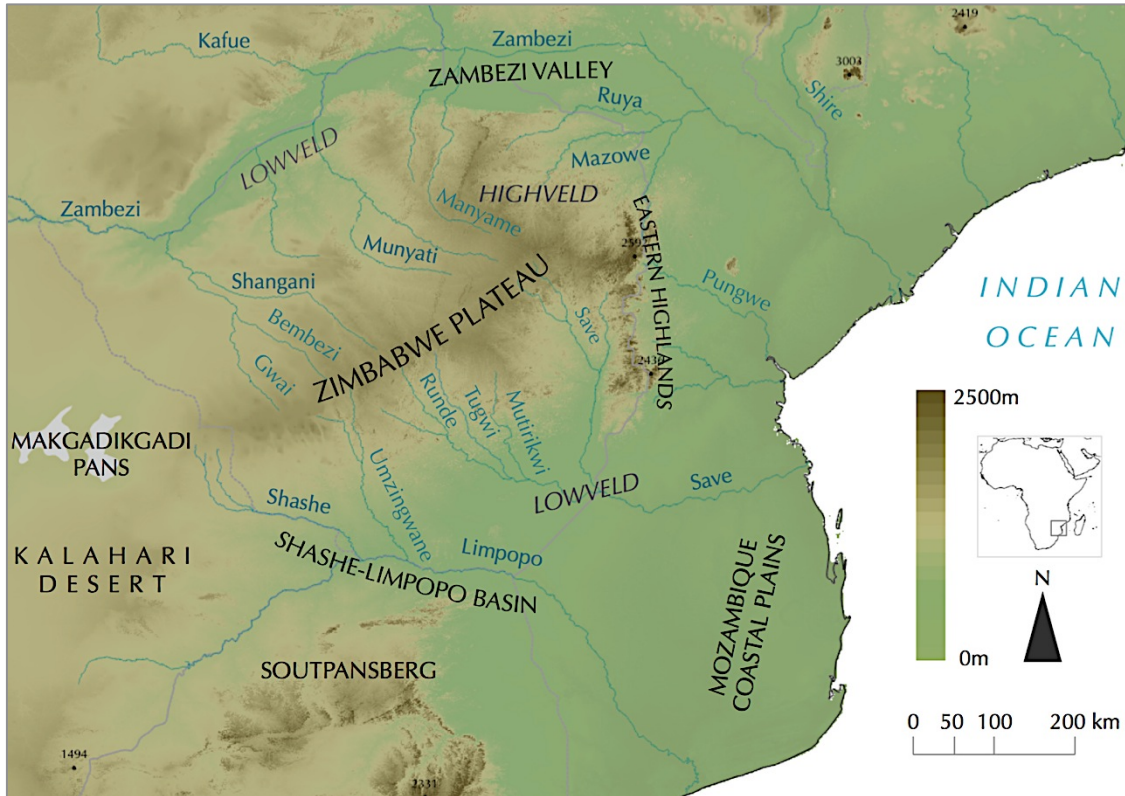 2419
Kafue
Zambezi
3003
ZAMBEZI VALLEY
Ruya
Shire
LOWVELD
Mazowe
HIGHVELD
Zambezi
Manyame
EASTERN HIGHLANDS
Munyati
Shangani
ZIMBABWE PLATEAU
Pungwe
INDIAN
OCEAN
Bembezi
Save
Gwai
Runde
Tugwi
Mutirikwi
2500m
MAKGADIKGADI
PANS
Umzingwane
LOWVELD
Save
Shashe
KALAHARI
DESERT
SHASHE-LIMPOPO BASIN
Limpopo
MOZAMBIQUE
COASTAL PLAINS
N
0m
SOUTPANSBERG
0 50 100 200 km
1494
2331